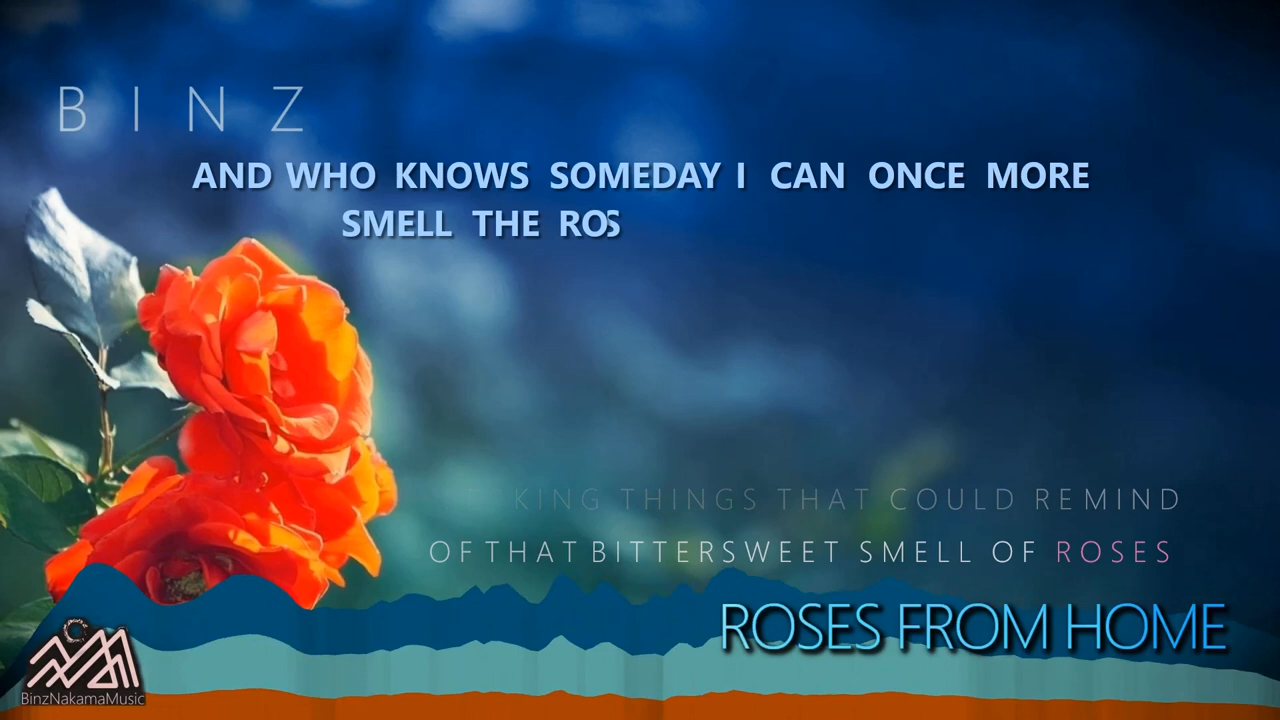 BINZ
AND WHO KNOWS SOMEDAY I CAN ONCE MORE
SMELL THE ROS
KING THINGS THAT COULD REMIND
OF THAT BITTERSWEET SMELL OF ROSES
ROSES FROM HOME
BinzNakamaMusic